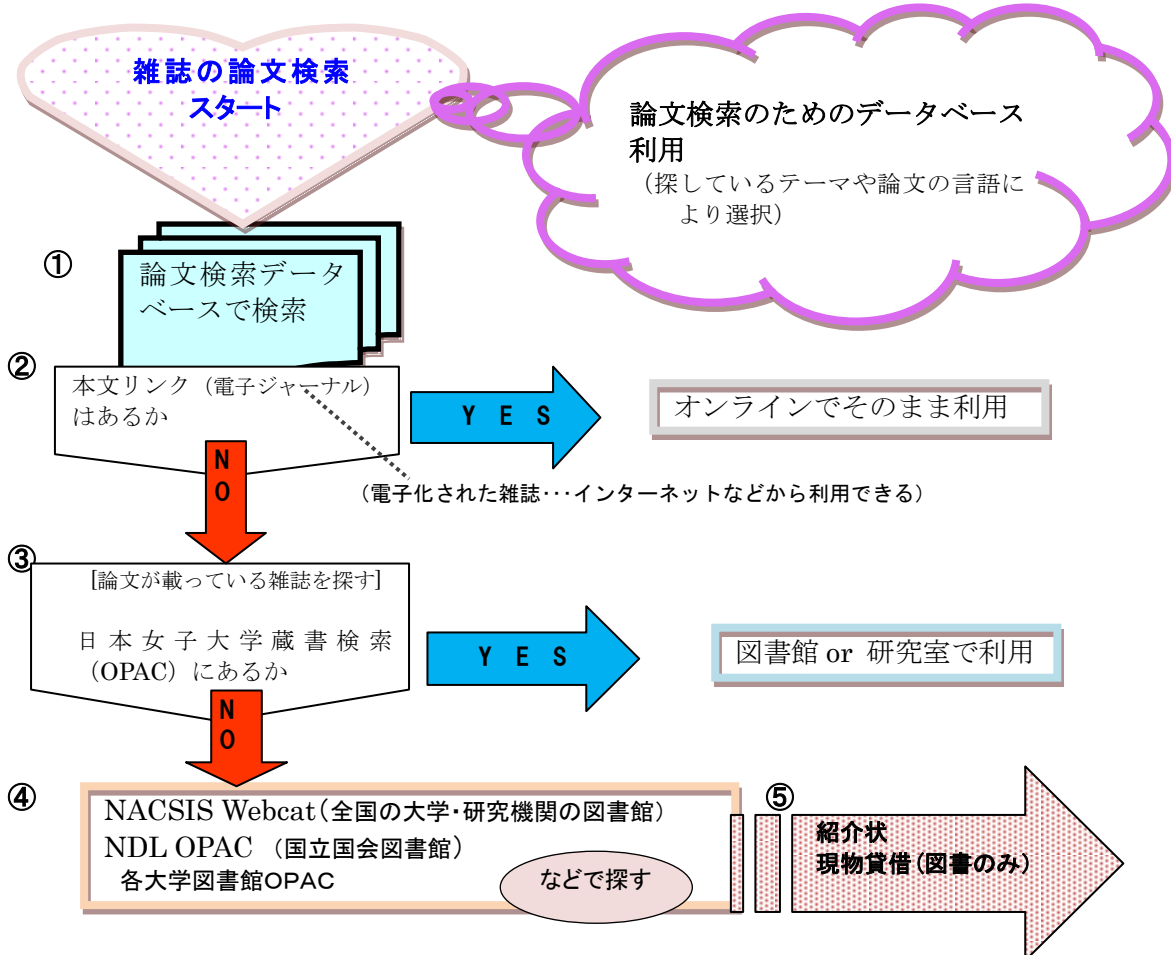 雑誌の論文検索
スタート
論文検索のためのデータベース
利用
（探しているテーマや論文の言語に
より選択）
①
論文検索データ
ベースで検索
②
本文リンク（電子ジャーナル）
はあるか
YES
オンラインでそのまま利用
NO
（電子化された雑誌･･･インターネットなどから利用できる）
③
[論文が載っている雑誌を探す]
日本女子大学蔵書検索
（OPAC）にあるか
YES
図書館 or 研究室で利用
NO
④
NACSIS Webcat（全国の大学・研究機関の図書館）
NDL OPAC （国立国会図書館）
各大学図書館OPAC
などで探す
⑤
紹介状
現物貸借（図書のみ）